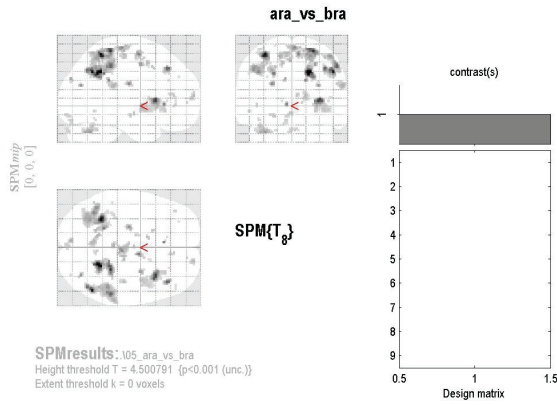 ara_vs_bra
contrast(s)
1
SPMmip
[0, 0, 0]
<
<
<
SPM{T8}
1
2
3
4
5
6
7
8
9
0.5 1 1.5
Design matrix
SPMresults: .\05_ara_vs_bra
Height threshold T = 4.500791 {p<0.001 (unc.)}
Extent threshold k = 0 voxels